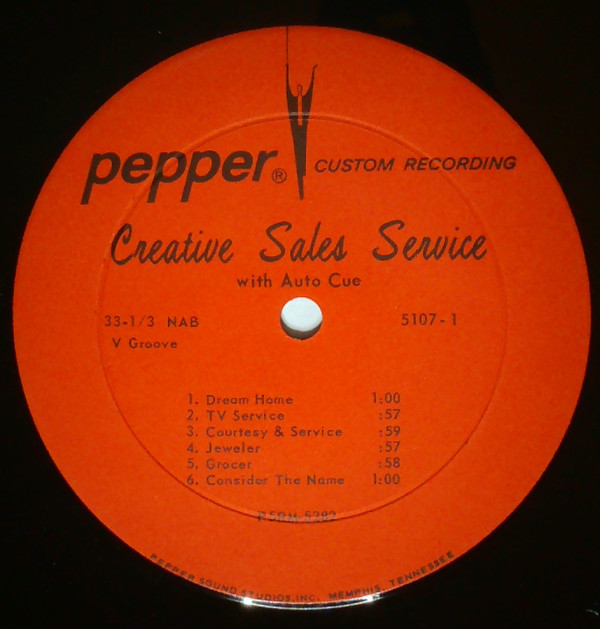 pepper® CUSTOM RECORDING
Creative Sales Service
with Auto Cue
33-1/3 NAB 5107-1
V Groove
1. Dream Home 1:00
2. TV Service :57
3. Courtesy & Service :59
4. Jeweler :57
5. Grocer :58
6. Consider The Name 1:00
PEPPER SOUND STUDIOS, INC. MEMPHIS, TENNESSEE